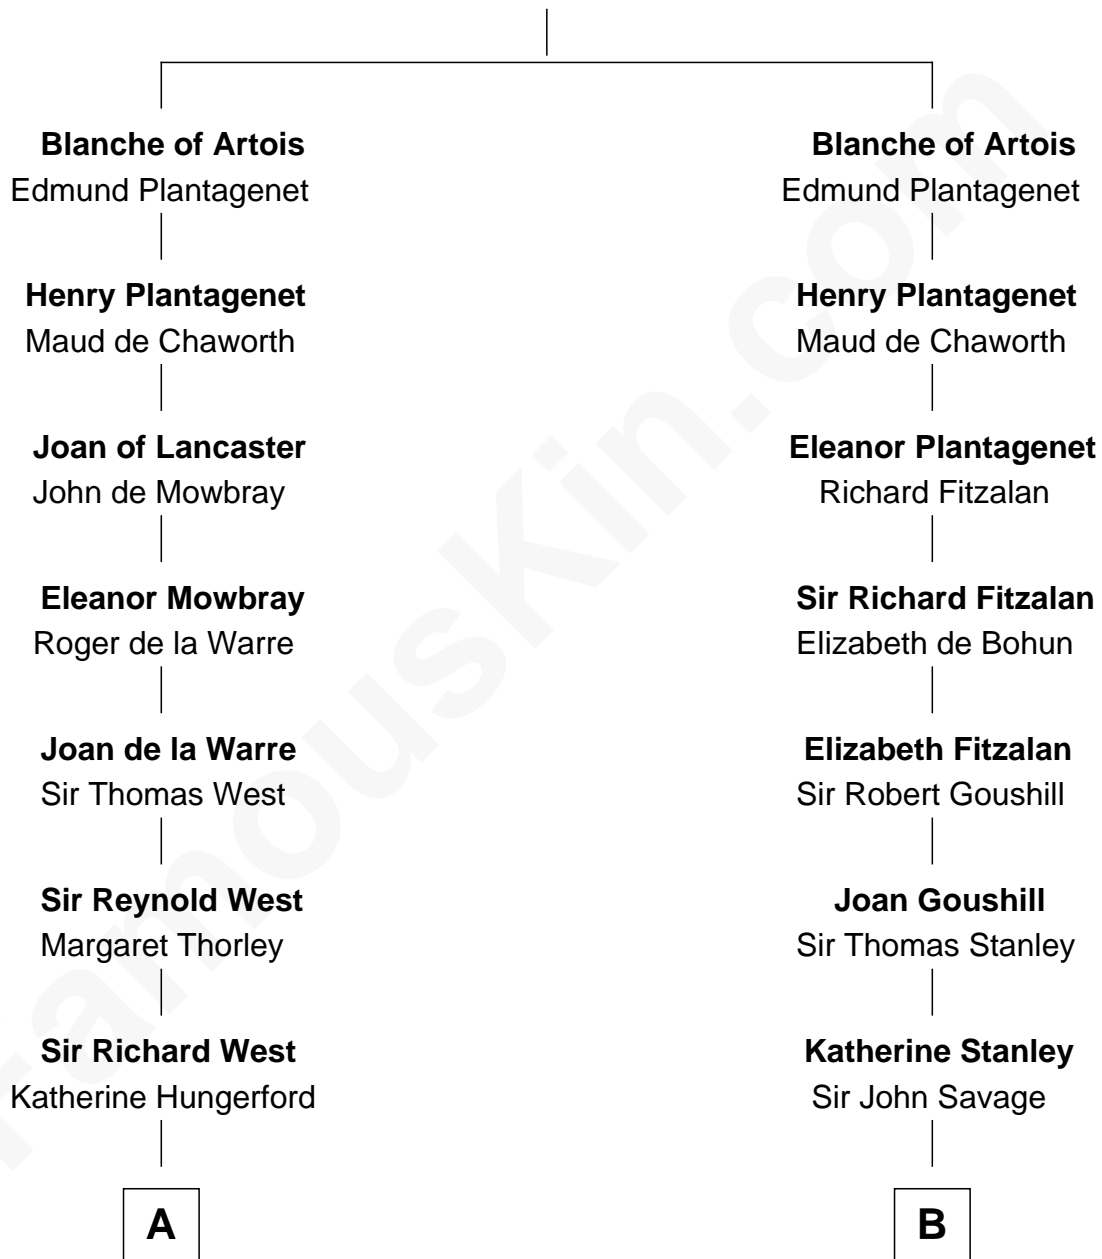 Blanche of Artois
Edmund Plantagenet
Henry Plantagenet
Maud de Chaworth
Joan of Lancaster
John de Mowbray
Eleanor Mowbray
Roger de la Warre
Joan de la Warre
Sir Thomas West
Sir Reynold West
Margaret Thorley
Sir Richard West
Katherine Hungerford
A
Blanche of Artois
Edmund Plantagenet
Henry Plantagenet
Maud de Chaworth
Eleanor Plantagenet
Richard Fitzalan
Sir Richard Fitzalan
Elizabeth de Bohun
Elizabeth Fitzalan
Sir Robert Goushill
Joan Goushill
Sir Thomas Stanley
Katherine Stanley
Sir John Savage
B
FamousKin.com